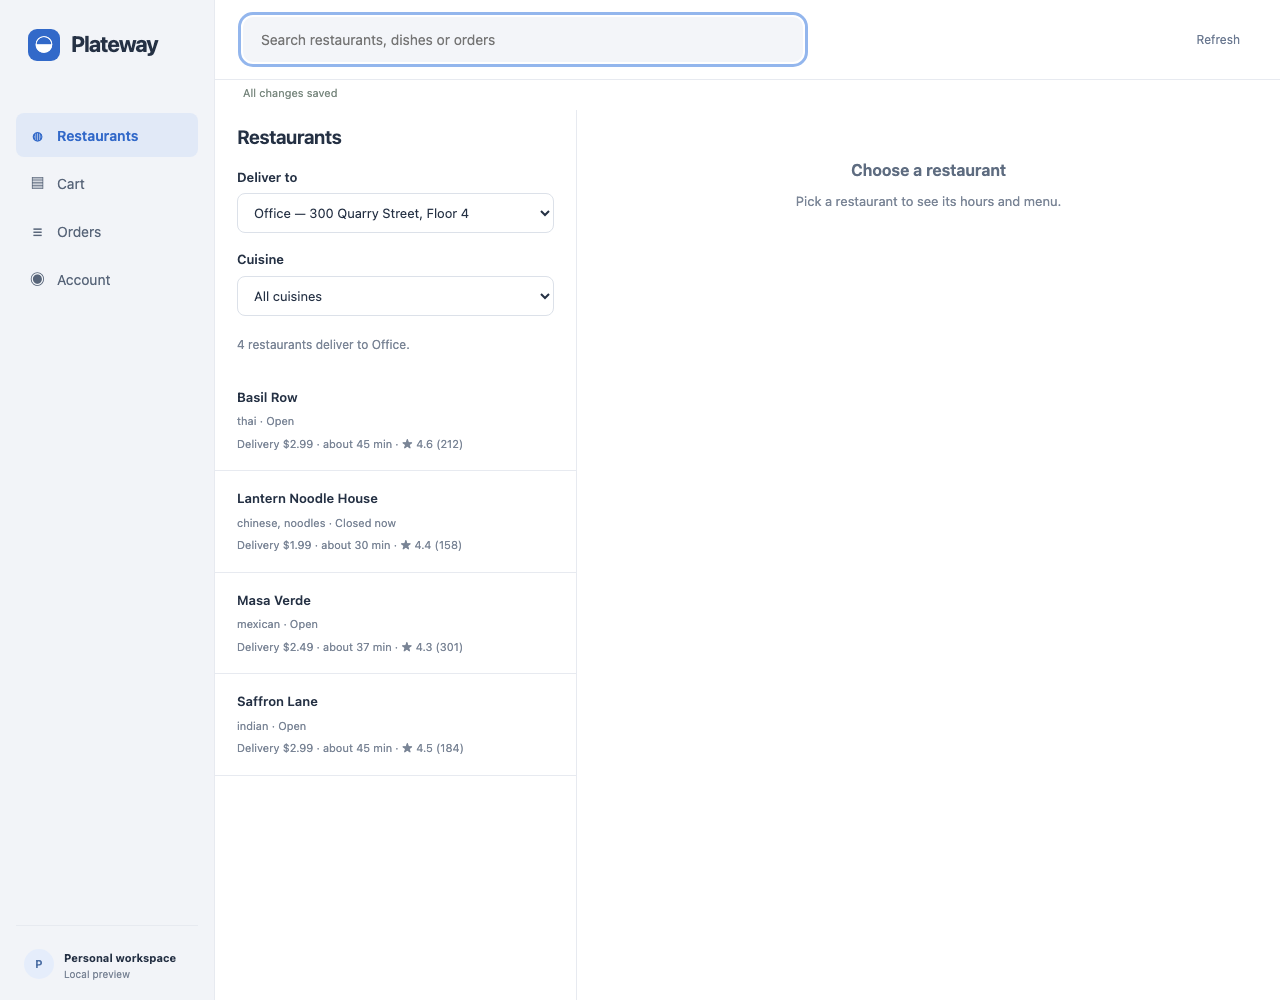 Plateway
Search restaurants, dishes or orders
Refresh
All changes saved
Restaurants
Cart
Orders
Account
Restaurants
Deliver to
Office — 300 Quarry Street, Floor 4
Cuisine
All cuisines
4 restaurants deliver to Office.
Basil Row
thai · Open
Delivery $2.99 · about 45 min · ★ 4.6 (212)
Lantern Noodle House
chinese, noodles · Closed now
Delivery $1.99 · about 30 min · ★ 4.4 (158)
Masa Verde
mexican · Open
Delivery $2.49 · about 37 min · ★ 4.3 (301)
Saffron Lane
indian · Open
Delivery $2.99 · about 45 min · ★ 4.5 (184)
Choose a restaurant
Pick a restaurant to see its hours and menu.
P
Personal workspace
Local preview